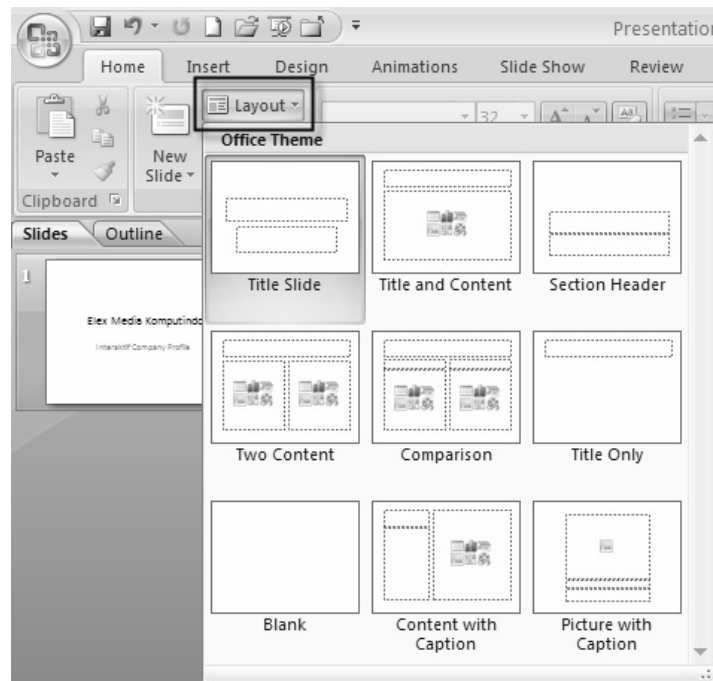 Presentation
Home Insert Design Animations Slide Show Review
Layout
32
Paste
New
Slide
Clipboard
Office Theme
Title Slide
Title and Content
Section Header
Slides Outline
1
Elex Media Komputindo
Interaktif Company Profile
Two Content
Comparison
Title Only
Blank
Content with
Caption
Picture with
Caption